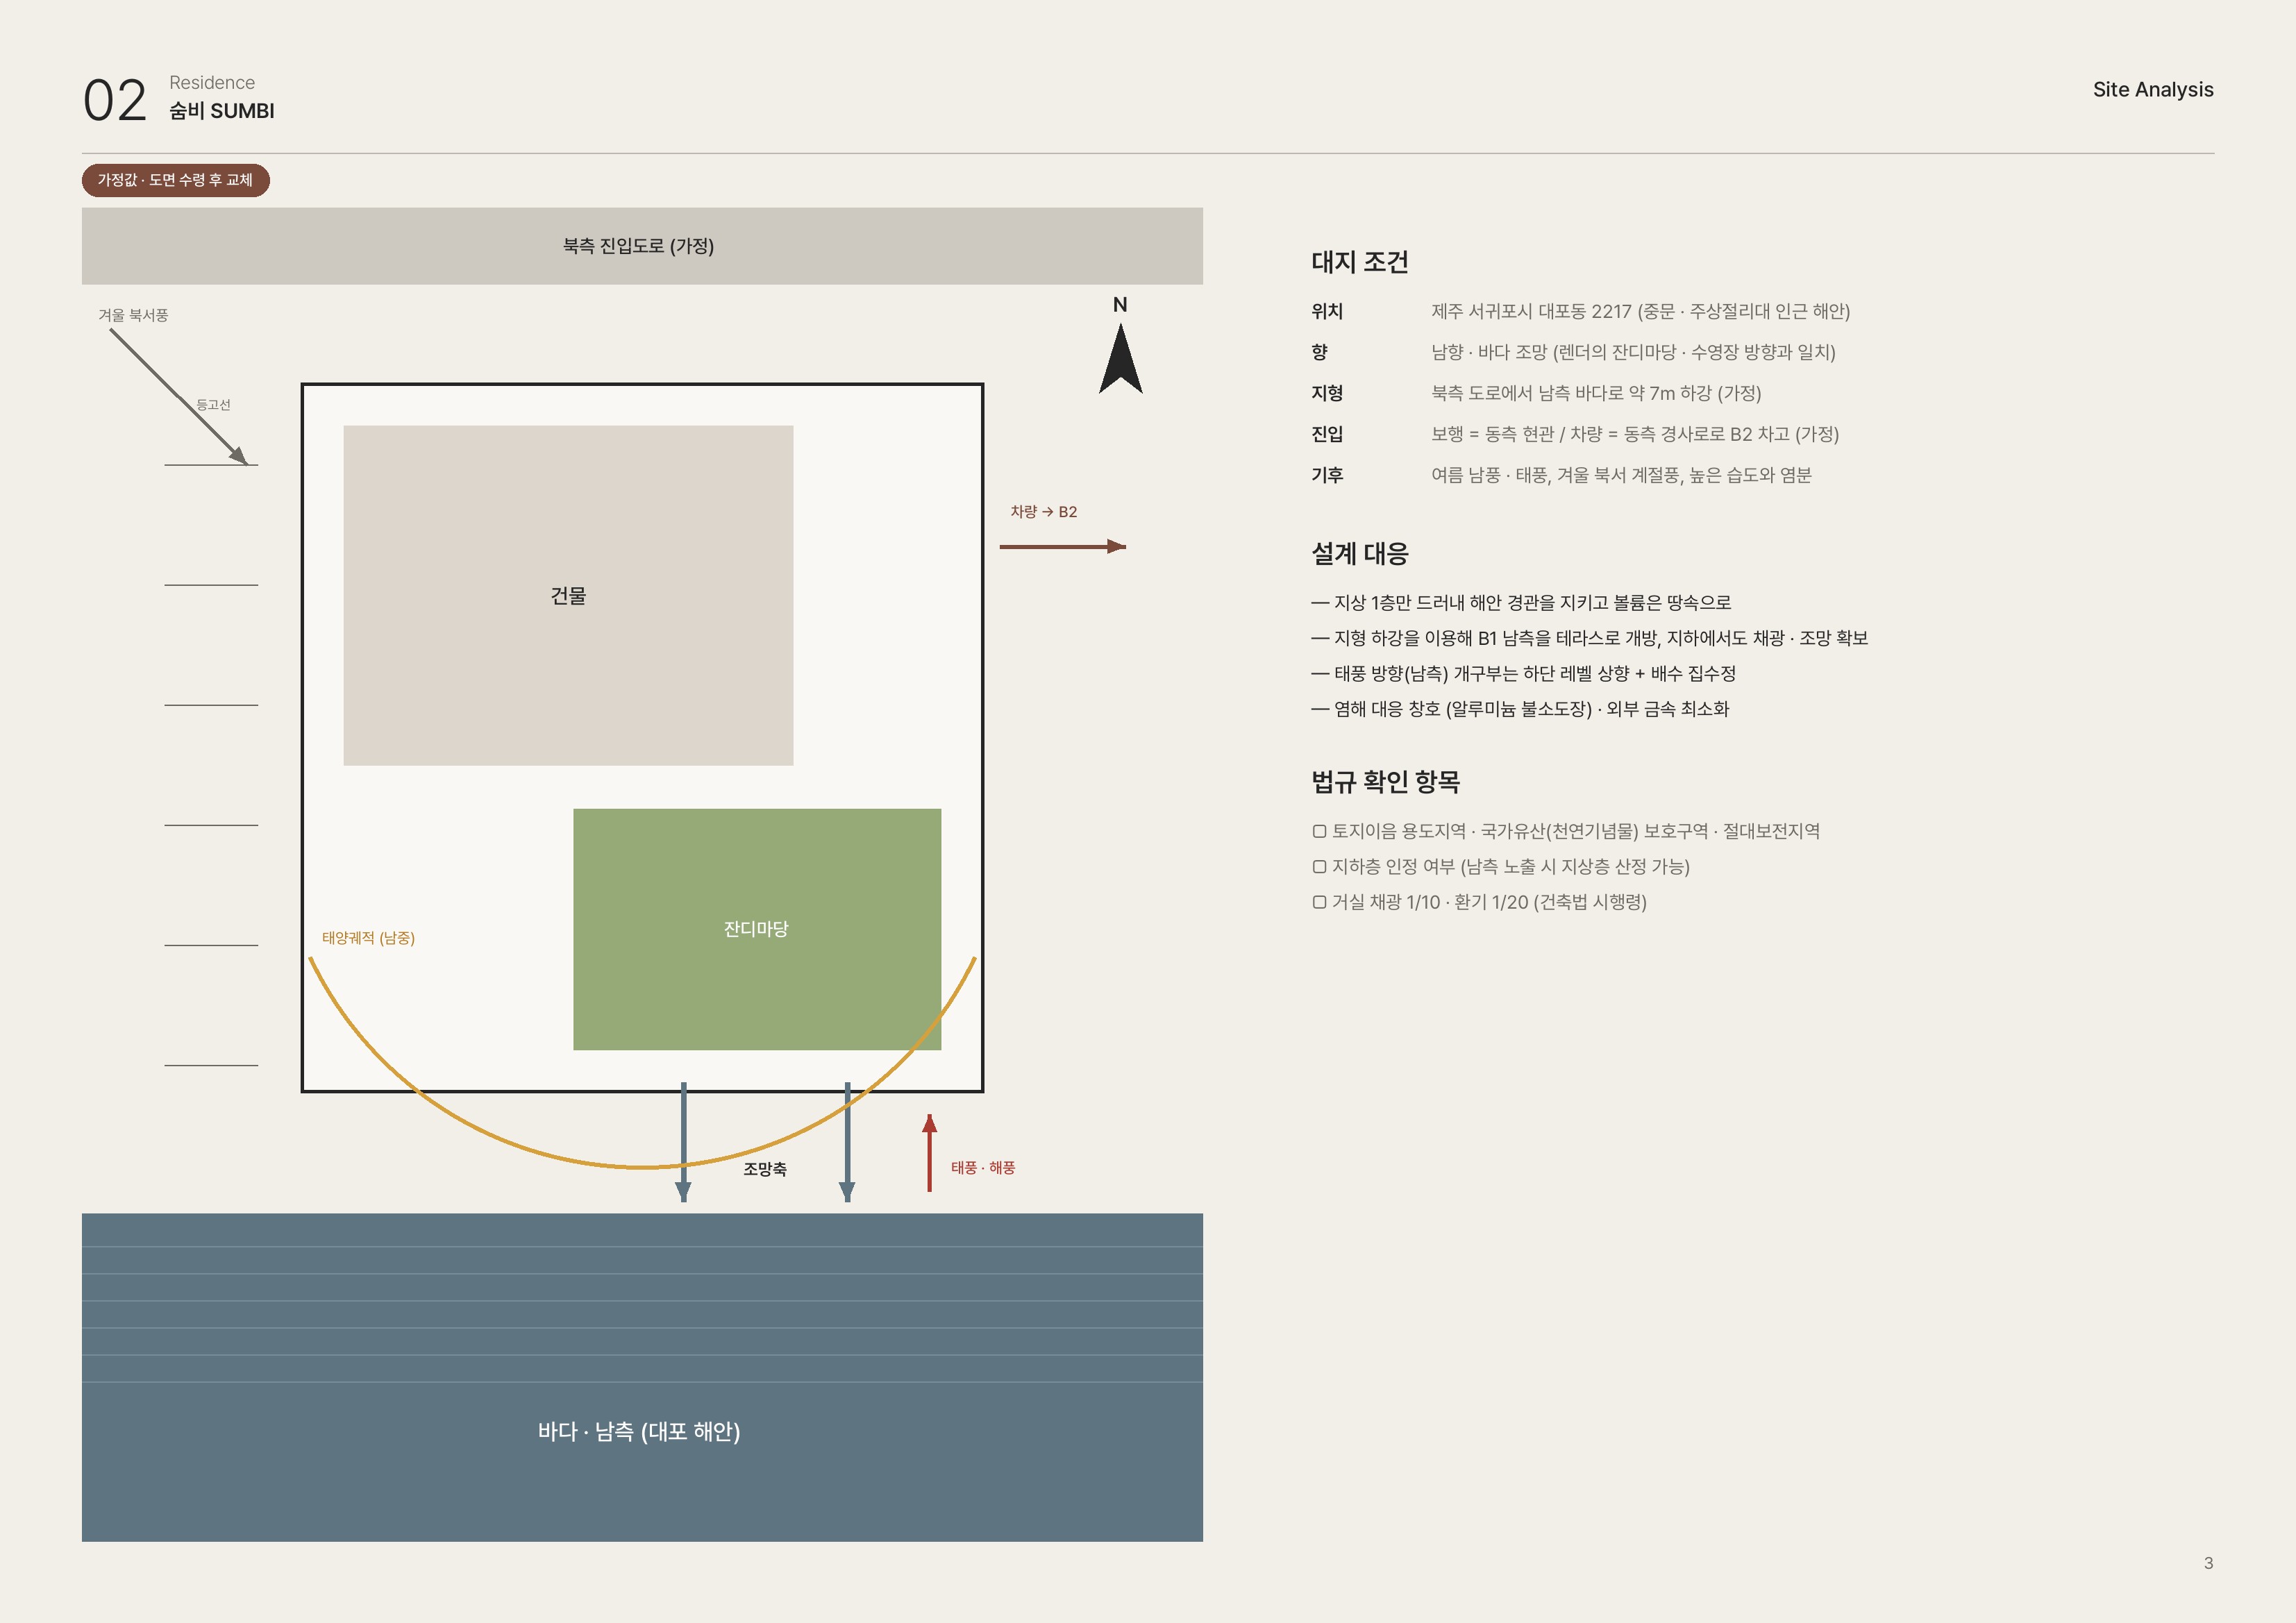 02
Residence
숨비 SUMBI
Site Analysis
가정값 · 도면 수령 후 교체
북측 진입도로 (가정)
겨울 북서풍
N
등고선
차량 → B2
건물
잔디마당
태양궤적 (남중)
조망축
태풍 · 해풍
바다 · 남측 (대포 해안)
대지 조건
위치 제주 서귀포시 대포동 2217 (중문 · 주상절리대 인근 해안)
향 남향 · 바다 조망 (렌더의 잔디마당 · 수영장 방향과 일치)
지형 북측 도로에서 남측 바다로 약 7m 하강 (가정)
진입 보행 = 동측 현관 / 차량 = 동측 경사로로 B2 차고 (가정)
기후 여름 남풍 · 태풍, 겨울 북서 계절풍, 높은 습도와 염분
설계 대응
— 지상 1층만 드러내 해안 경관을 지키고 볼륨은 땅속으로
— 지형 하강을 이용해 B1 남측을 테라스로 개방, 지하에서도 채광 · 조망 확보
— 태풍 방향(남측) 개구부는 하단 레벨 상향 + 배수 집수정
— 염해 대응 창호 (알루미늄 불소도장) · 외부 금속 최소화
법규 확인 항목
▢ 토지이음 용도지역 · 국가유산(천연기념물) 보호구역 · 절대보전지역
▢ 지하층 인정 여부 (남측 노출 시 지상층 산정 가능)
▢ 거실 채광 1/10 · 환기 1/20 (건축법 시행령)
3